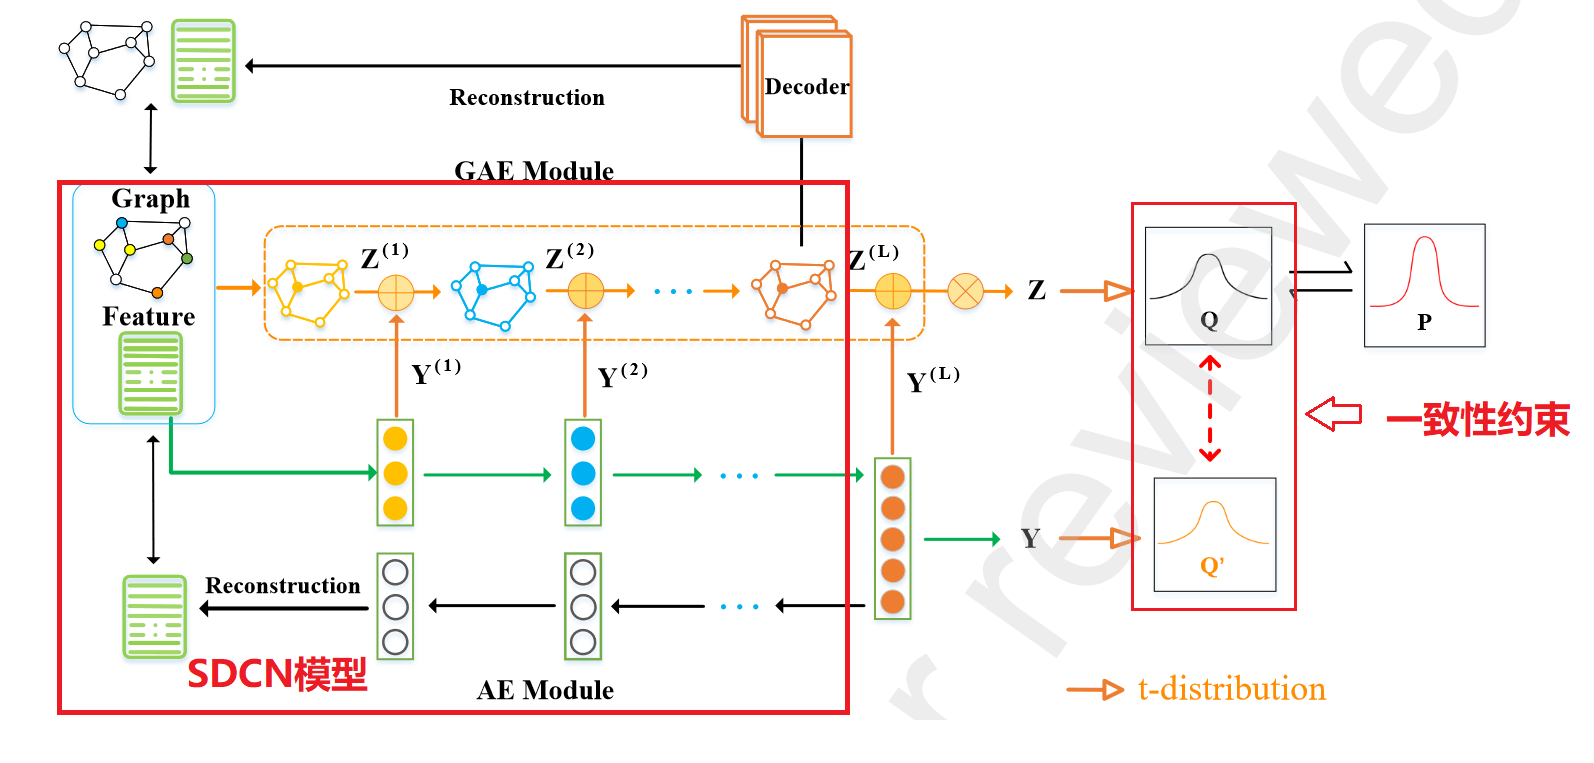 Decoder
Reconstruction
GAE Module
Graph
Feature
Z(1)
Z(2)
Z(L)
Z
Q
P
Y(1)
Y(2)
Y(L)
一致性约束
Y
Q’
Reconstruction
SDCN模型
AE Module
t-distribution
r reviewed